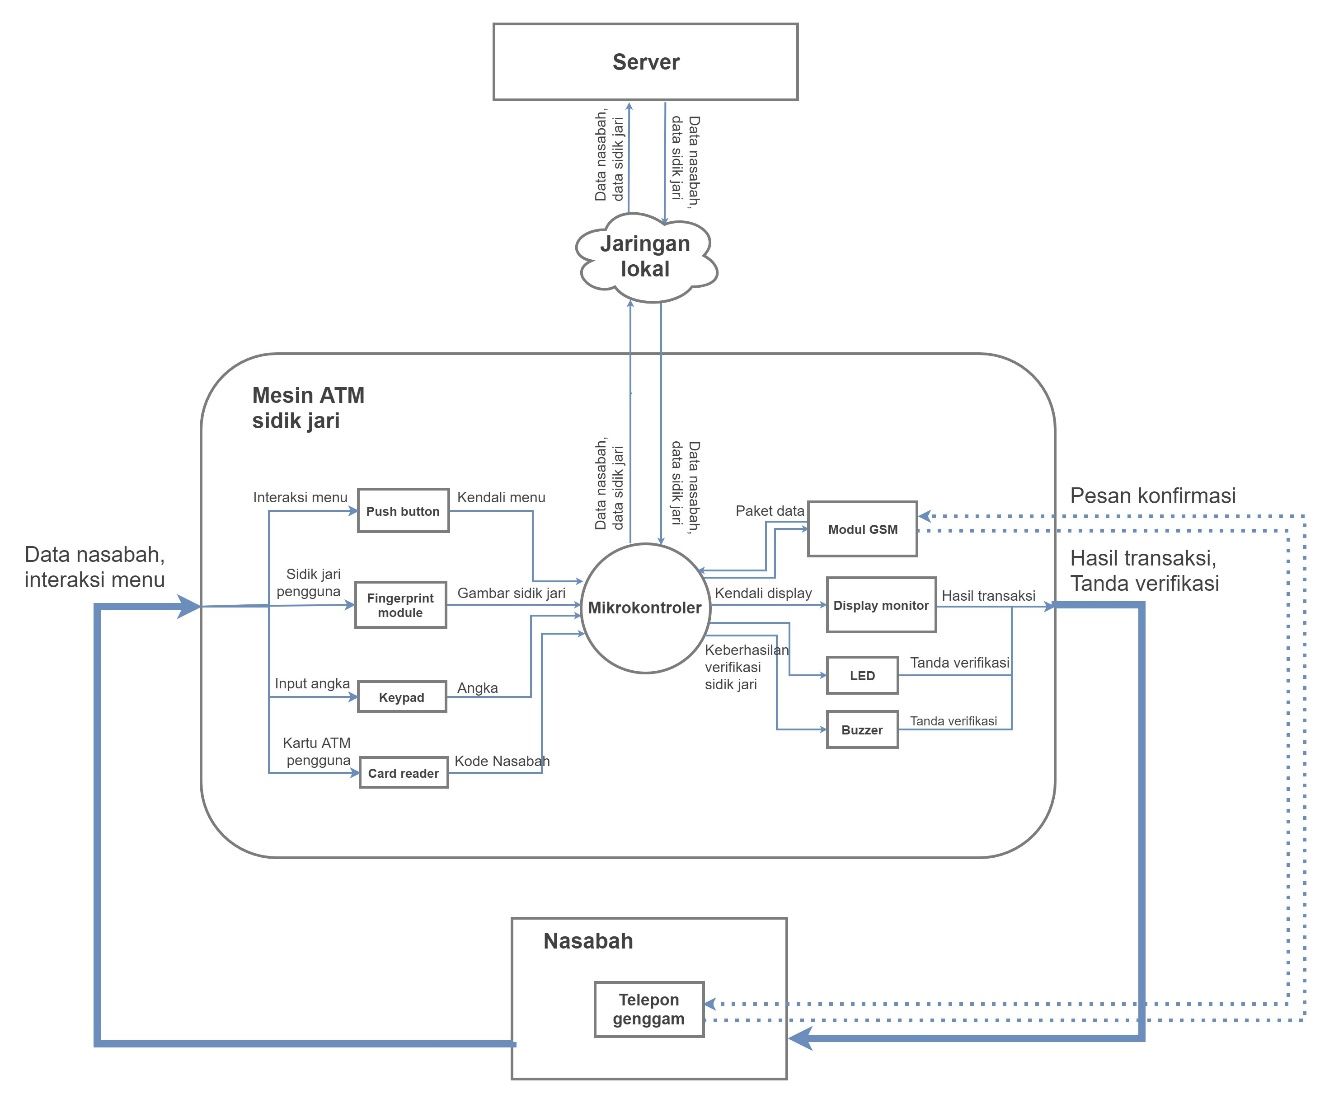 Server
Data nasabah,
data sidik jari
Data nasabah,
data sidik jari
Jaringan
lokal
Mesin ATM
sidik jari
Data nasabah,
data sidik jari
Data nasabah,
data sidik jari
Interaksi menu
Push button
Kendali menu
Sidik jari
pengguna
Fingerprint
module
Gambar sidik jari
Input angka
Keypad
Angka
Kartu ATM
pengguna
Card reader
Kode Nasabah
Mikrokontroler
Paket data
Modul GSM
Kendali display
Display monitor
Hasil transaksi
Keberhasilan
verifikasi
sidik jari
LED
Tanda verifikasi
Buzzer
Tanda verifikasi
Data nasabah,
interaksi menu
Pesan konfirmasi
Hasil transaksi,
Tanda verifikasi
Nasabah
Telepon
genggam